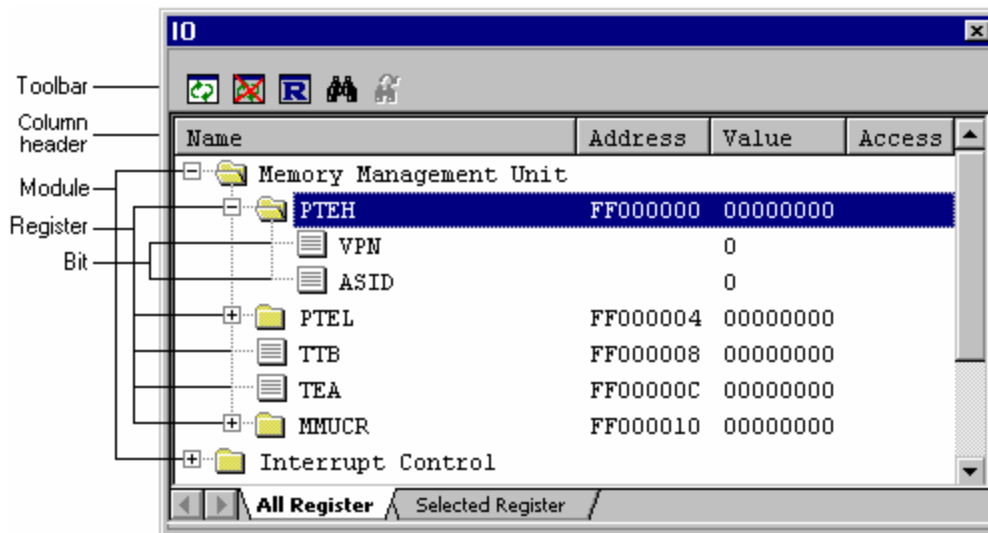 IO
Toolbar
Column header
Name Address Value Access
Module
Memory Management Unit
Register
PTEH FF000000 00000000
Bit
VPN 0
ASID 0
PTEL FF000004 00000000
TTB FF000008 00000000
TEA FF00000C 00000000
MMUCR FF000010 00000000
Interrupt Control
All Register Selected Register